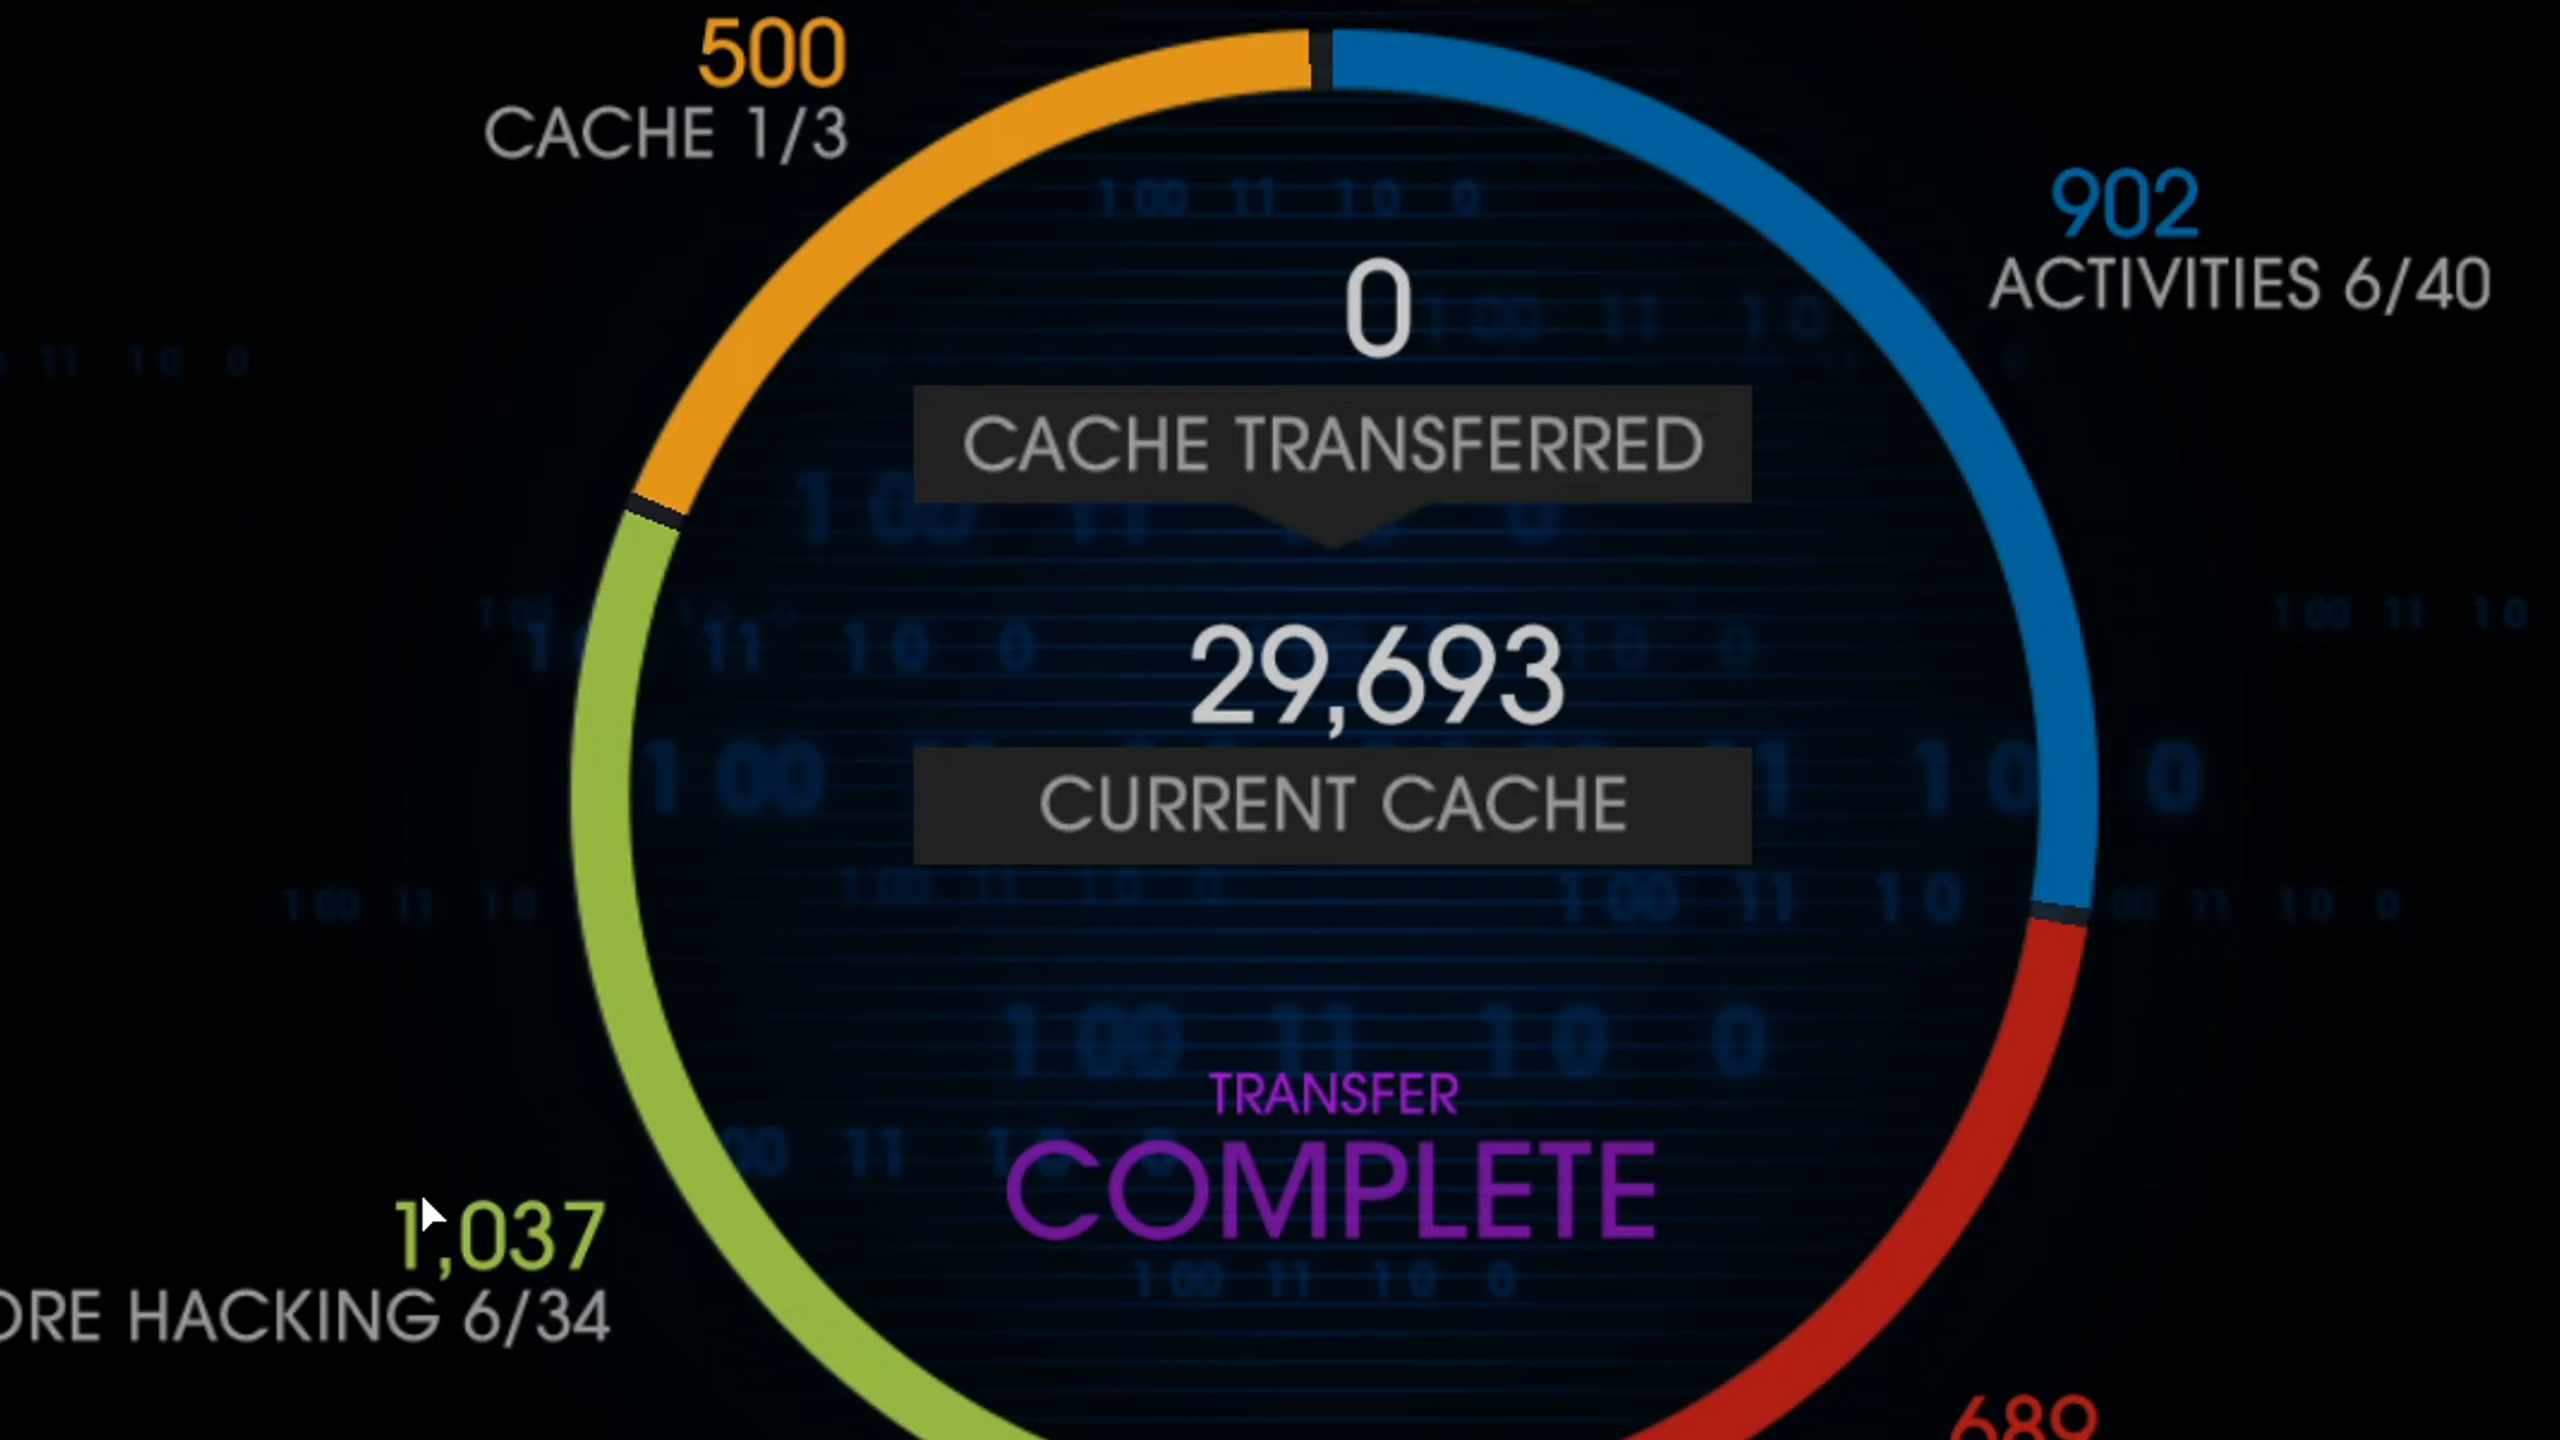 500
CACHE 1/3
902
ACTIVITIES 6/40
0
CACHE TRANSFERRED
29,693
CURRENT CACHE
TRANSFER
COMPLETE
1,037
HACKING 6/34
689